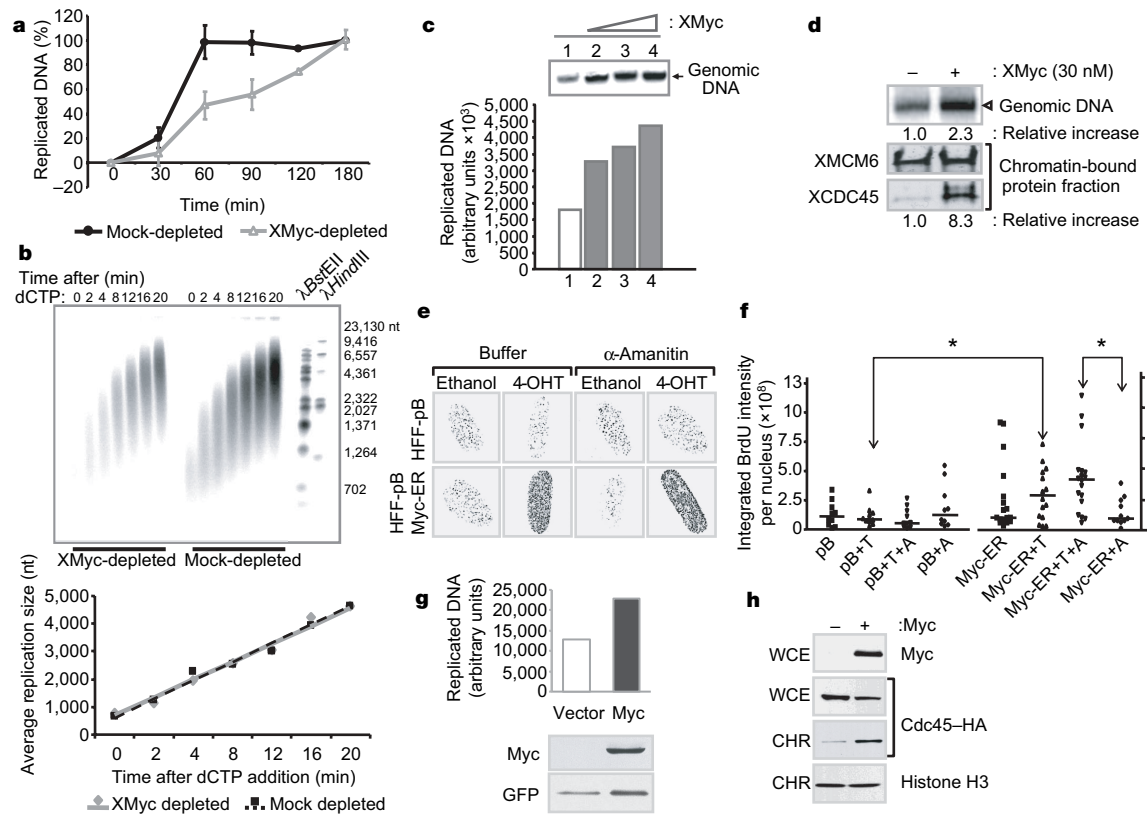 a
Replicated DNA (%)
120
100
80
60
40
20
0
–20
0 30 60 90 120 180
Time (min)
Mock-depleted XMyc-depleted
b
Time after (min)
dCTP: 0 2 4 8 12 16 20 0 2 4 8 12 16 20
λBstEII
λHindIII
23,130 nt
9,416
6,557
4,361
2,322
2,027
1,371
1,264
702
XMyc-depleted Mock-depleted
Average replication size (nt)
5,000
4,000
3,000
2,000
1,000
0
0 2 4 8 12 16 20
Time after dCTP addition (min)
XMyc depleted Mock depleted
c
: XMyc
1 2 3 4
Genomic
DNA
Replicated DNA
(arbitrary units ×10³)
5,000
4,500
4,000
3,500
3,000
2,500
2,000
1,500
1,000
500
0
1 2 3 4
d
– + : XMyc (30 nM)
Genomic DNA
1.0 2.3 : Relative increase
XMCM6
XCDC45
Chromatin-bound
protein fraction
1.0 8.3 : Relative increase
e
Buffer α-Amanitin
Ethanol 4-OHT Ethanol 4-OHT
HFF-pB
HFF-pB
Myc-ER
f
Integrated BrdU intensity
per nucleus (×10⁸)
13
10
7.5
5.0
2.5
0
* *
pB
pB+T
pB+T+A
pB+A
Myc-ER
Myc-ER+T
Myc-ER+T+A
Myc-ER+A
g
Replicated DNA
(arbitrary units)
25,000
20,000
15,000
10,000
5,000
0
Vector Myc
Myc
GFP
h
– + :Myc
WCE Myc
WCE
CHR
Cdc45–HA
CHR Histone H3